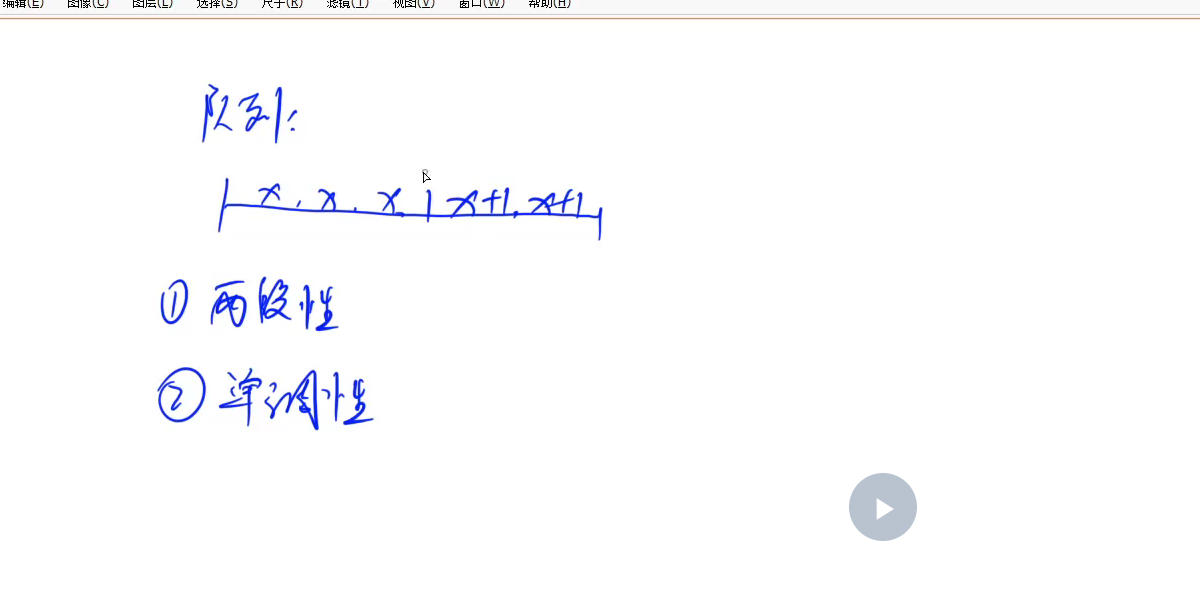 编辑(E) 图像(C) 图层(L) 选择(S) 尺寸(R) 滤镜(T) 视图(V) 窗口(W) 帮助(H)
队列:
x, x, x | x+1, x+1
① 两段性
② 单调性